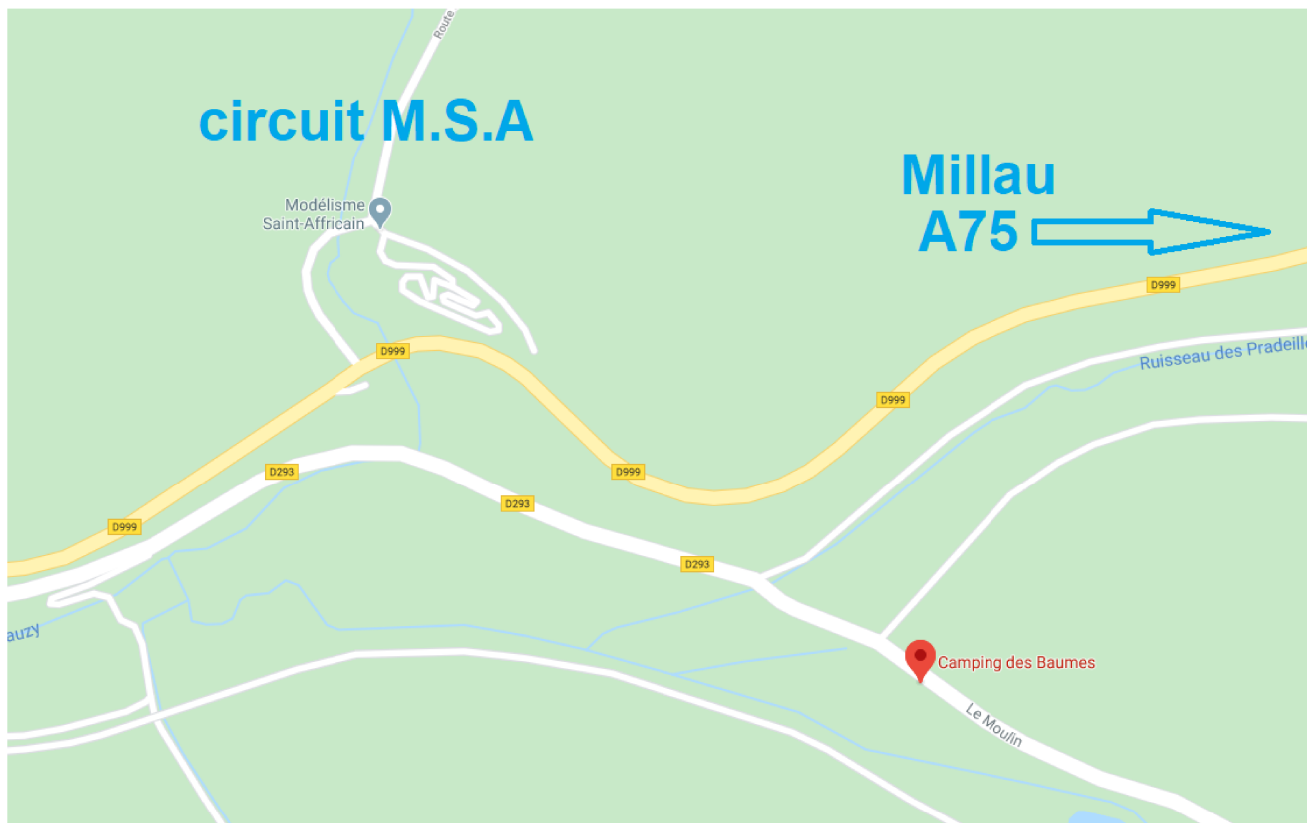 Route
circuit M.S.A
Millau
A75
Modélisme
Saint-Affricain
D999
D999
D999
Ruisseau des Pradeille
D999
D293
D999
D293
D999
D293
auzy
Camping des Baumes
Le Moulin